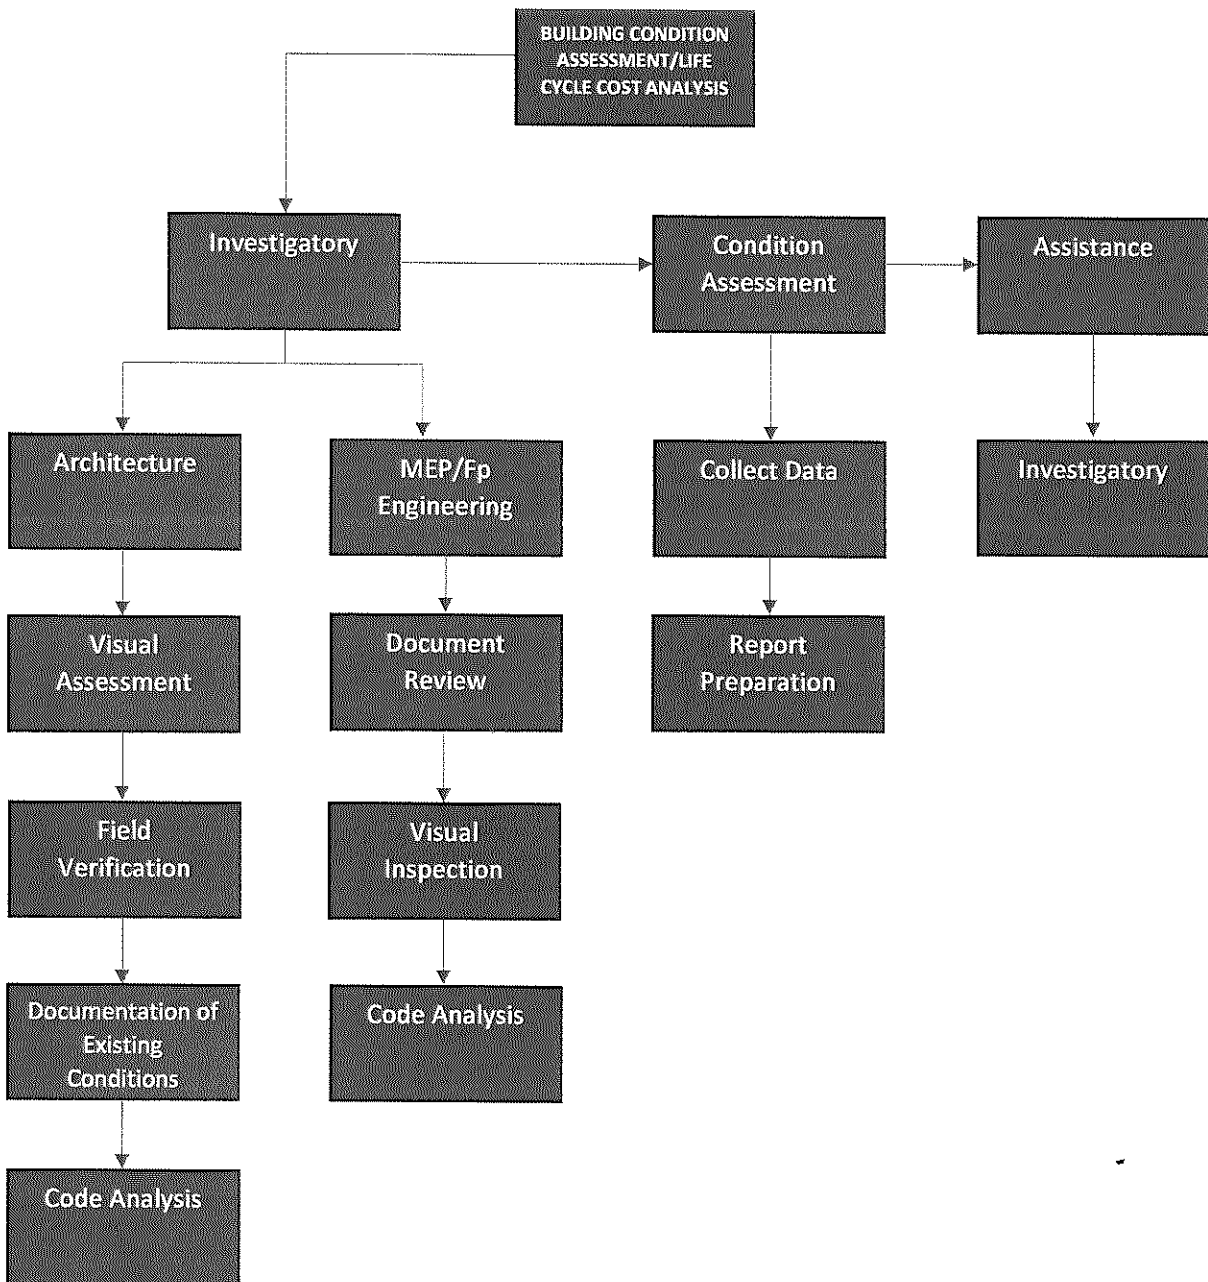 BUILDING CONDITION
ASSESSMENT/LIFE
CYCLE COST ANALYSIS
Investigatory
Condition
Assessment
Assistance
Architecture
MEP/Fp
Engineering
Collect Data
Investigatory
Visual
Assessment
Document
Review
Report
Preparation
Field
Verification
Visual
Inspection
Documentation of
Existing
Conditions
Code Analysis
Code Analysis